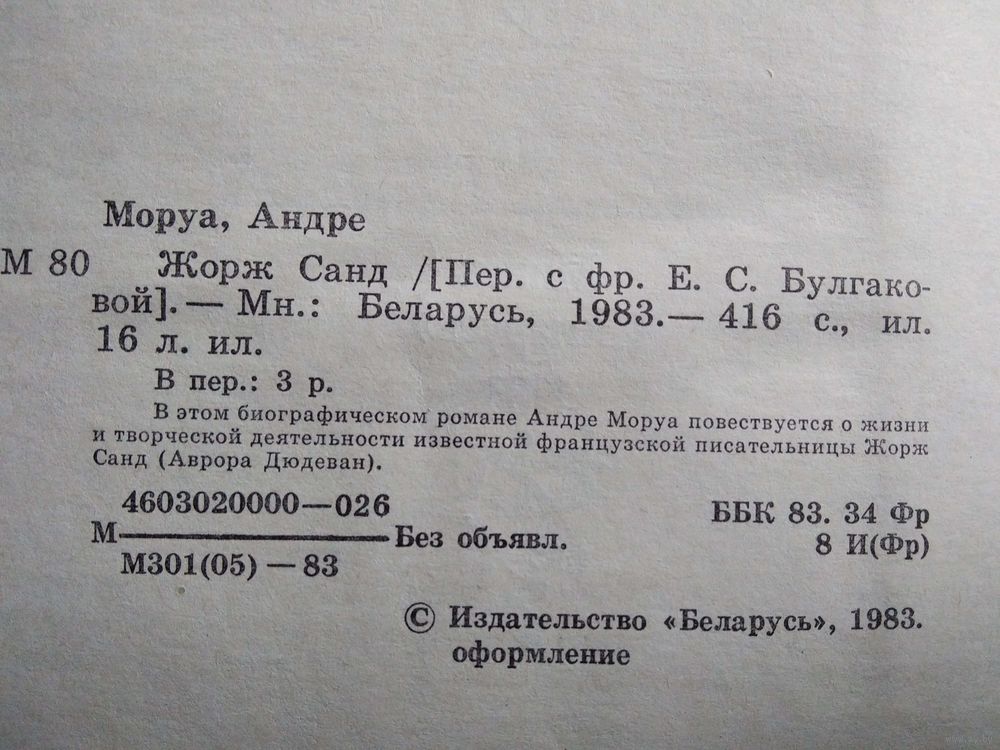 Моруа, Андре
М 80 Жорж Санд /[Пер. с фр. Е. С. Булгако-
вой].— Мн.: Беларусь, 1983.— 416 с., ил.
16 л. ил.
В пер.: 3 р.
В этом биографическом романе Андре Моруа повествуется о жизни
и творческой деятельности известной французской писательницы Жорж
Санд (Аврора Дюдеван).
4603020000—026
М————Без объявл.
М301(05) —83
ББК 83. 34 Фр
8 И(Фр)
© Издательство «Беларусь», 1983.
оформление